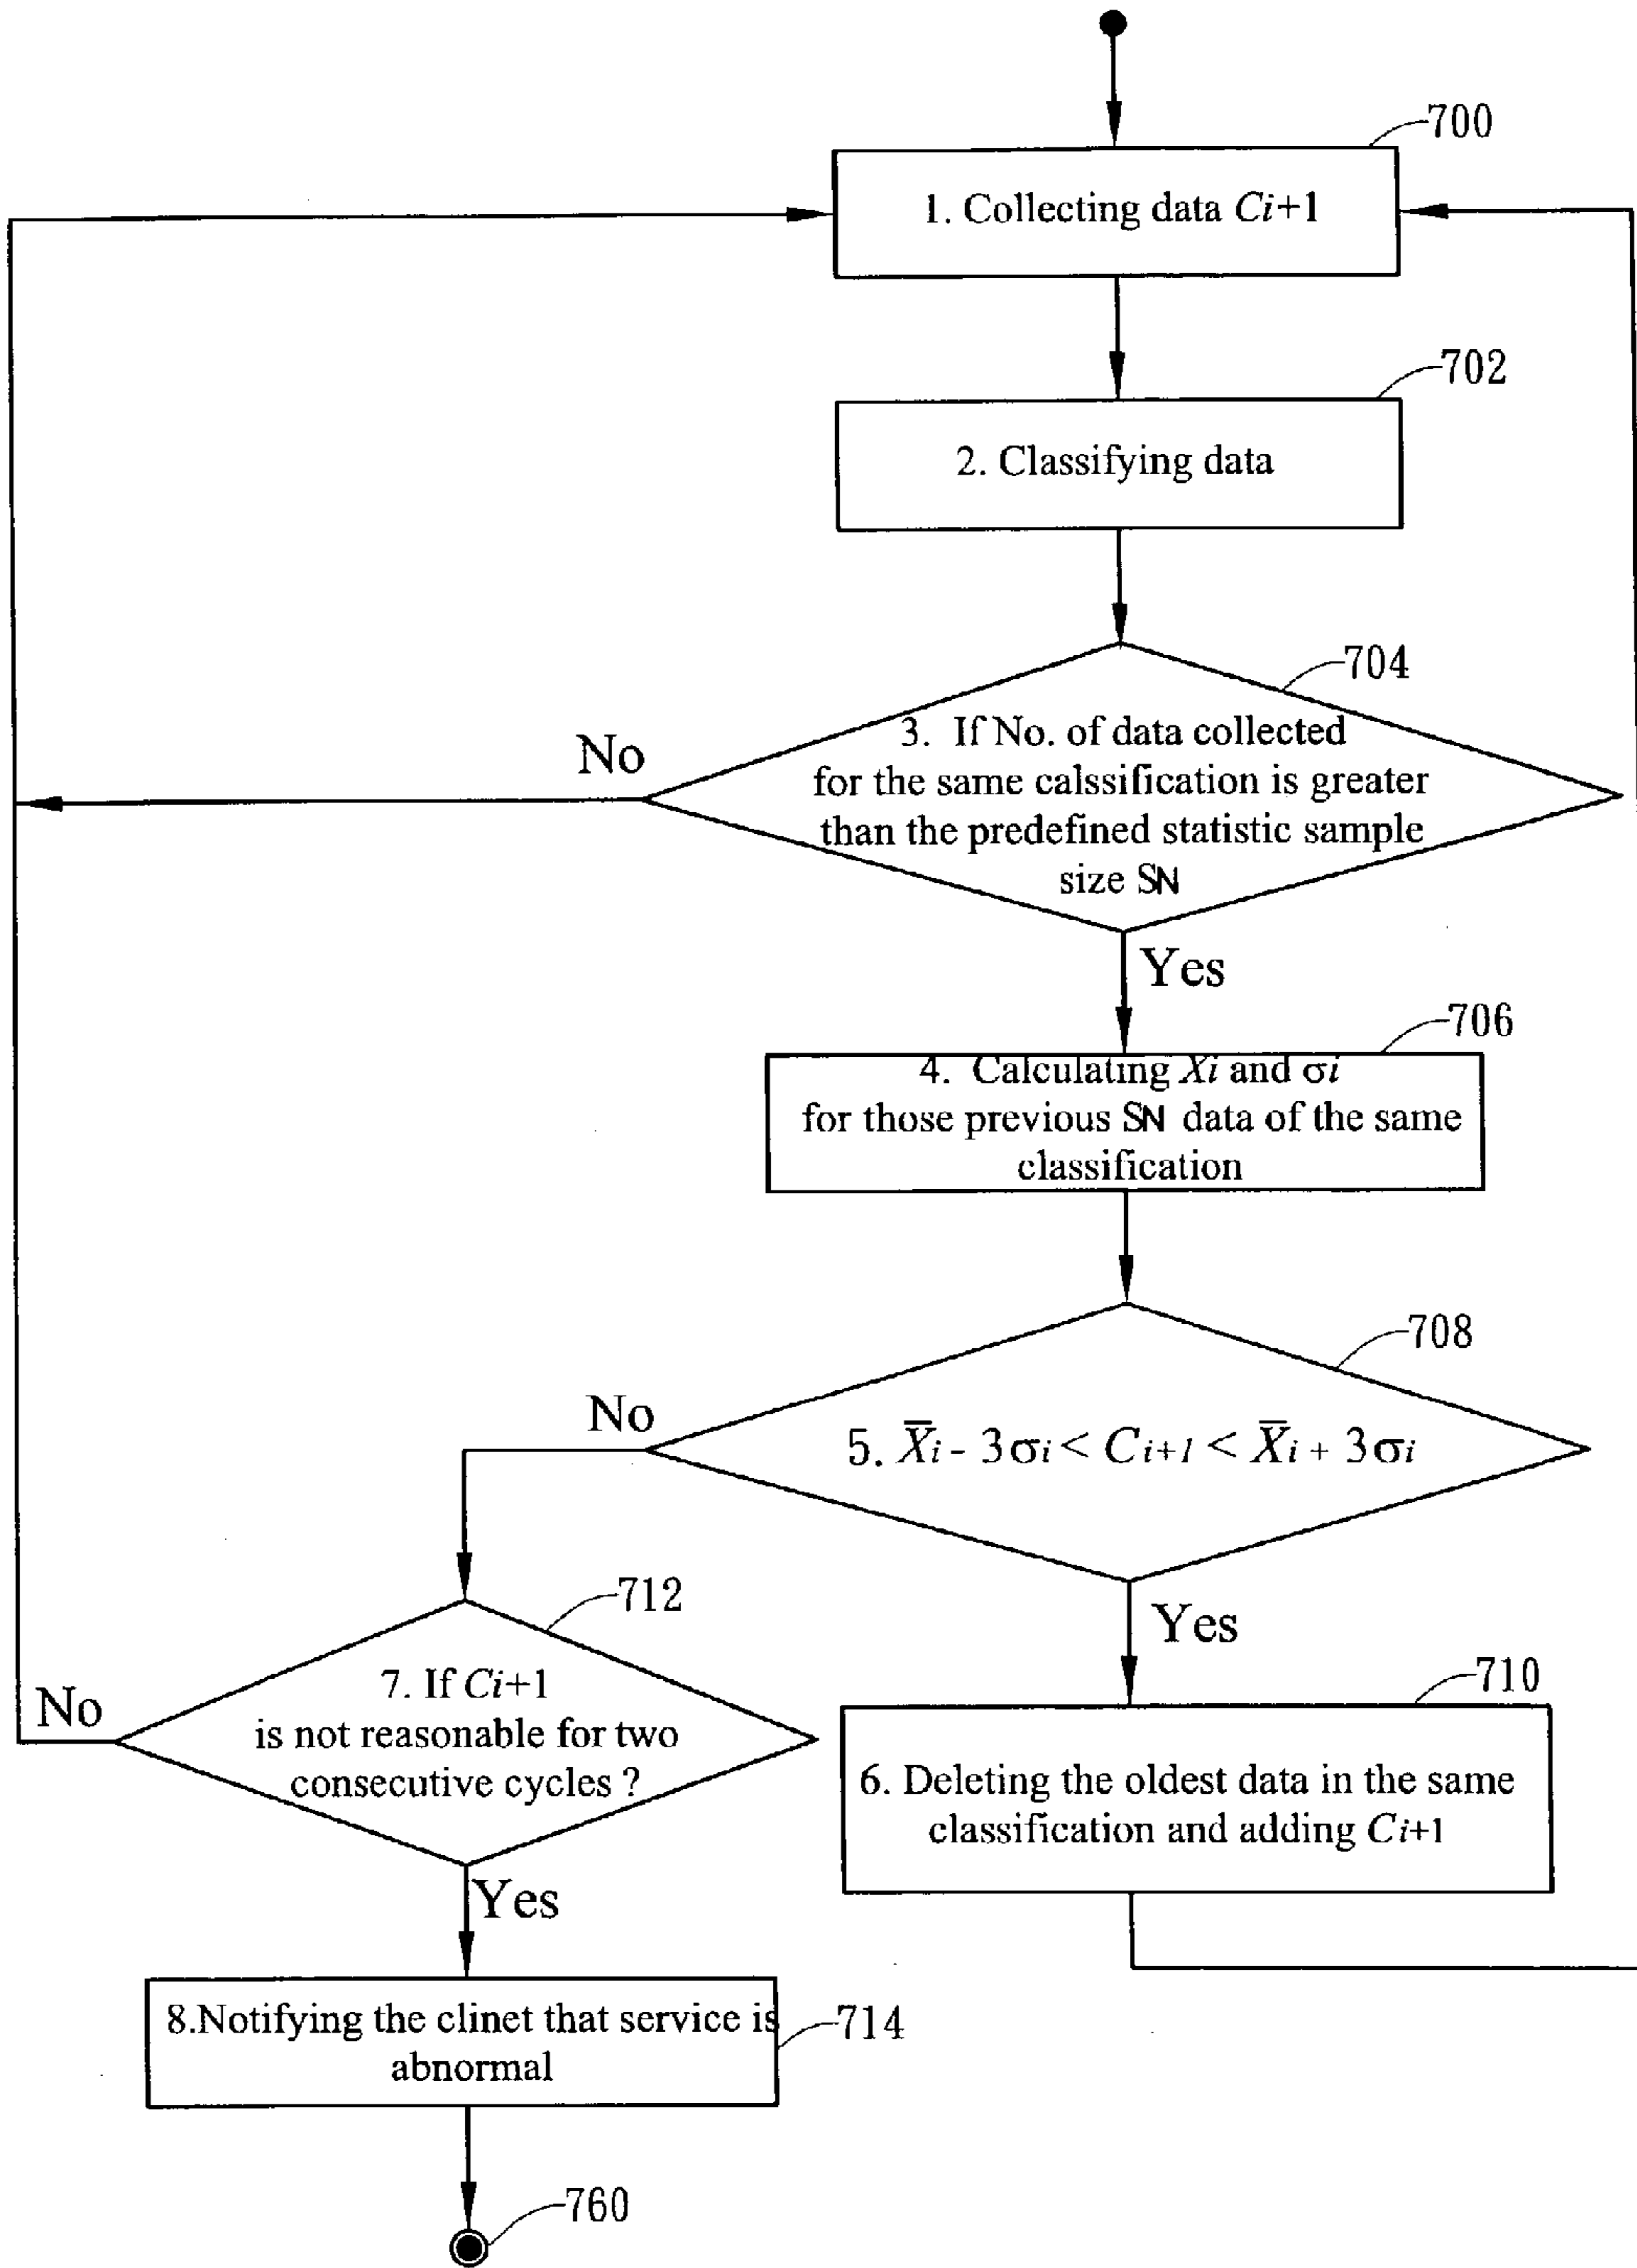 700
1. Collecting data Ci+1
702
2. Classifying data
704
3. If No. of data collected
for the same calssification is greater
than the predefined statistic sample
size SN
No
Yes
706
4. Calculating Xi and σi
for those previous SN data of the same
classification
708
5. X̅i - 3σi < Ci+1 < X̅i + 3σi
No
Yes
712
7. If Ci+1
is not reasonable for two
consecutive cycles ?
No
Yes
710
6. Deleting the oldest data in the same
classification and adding Ci+1
8.Notifying the clinet that service is
abnormal
714
760